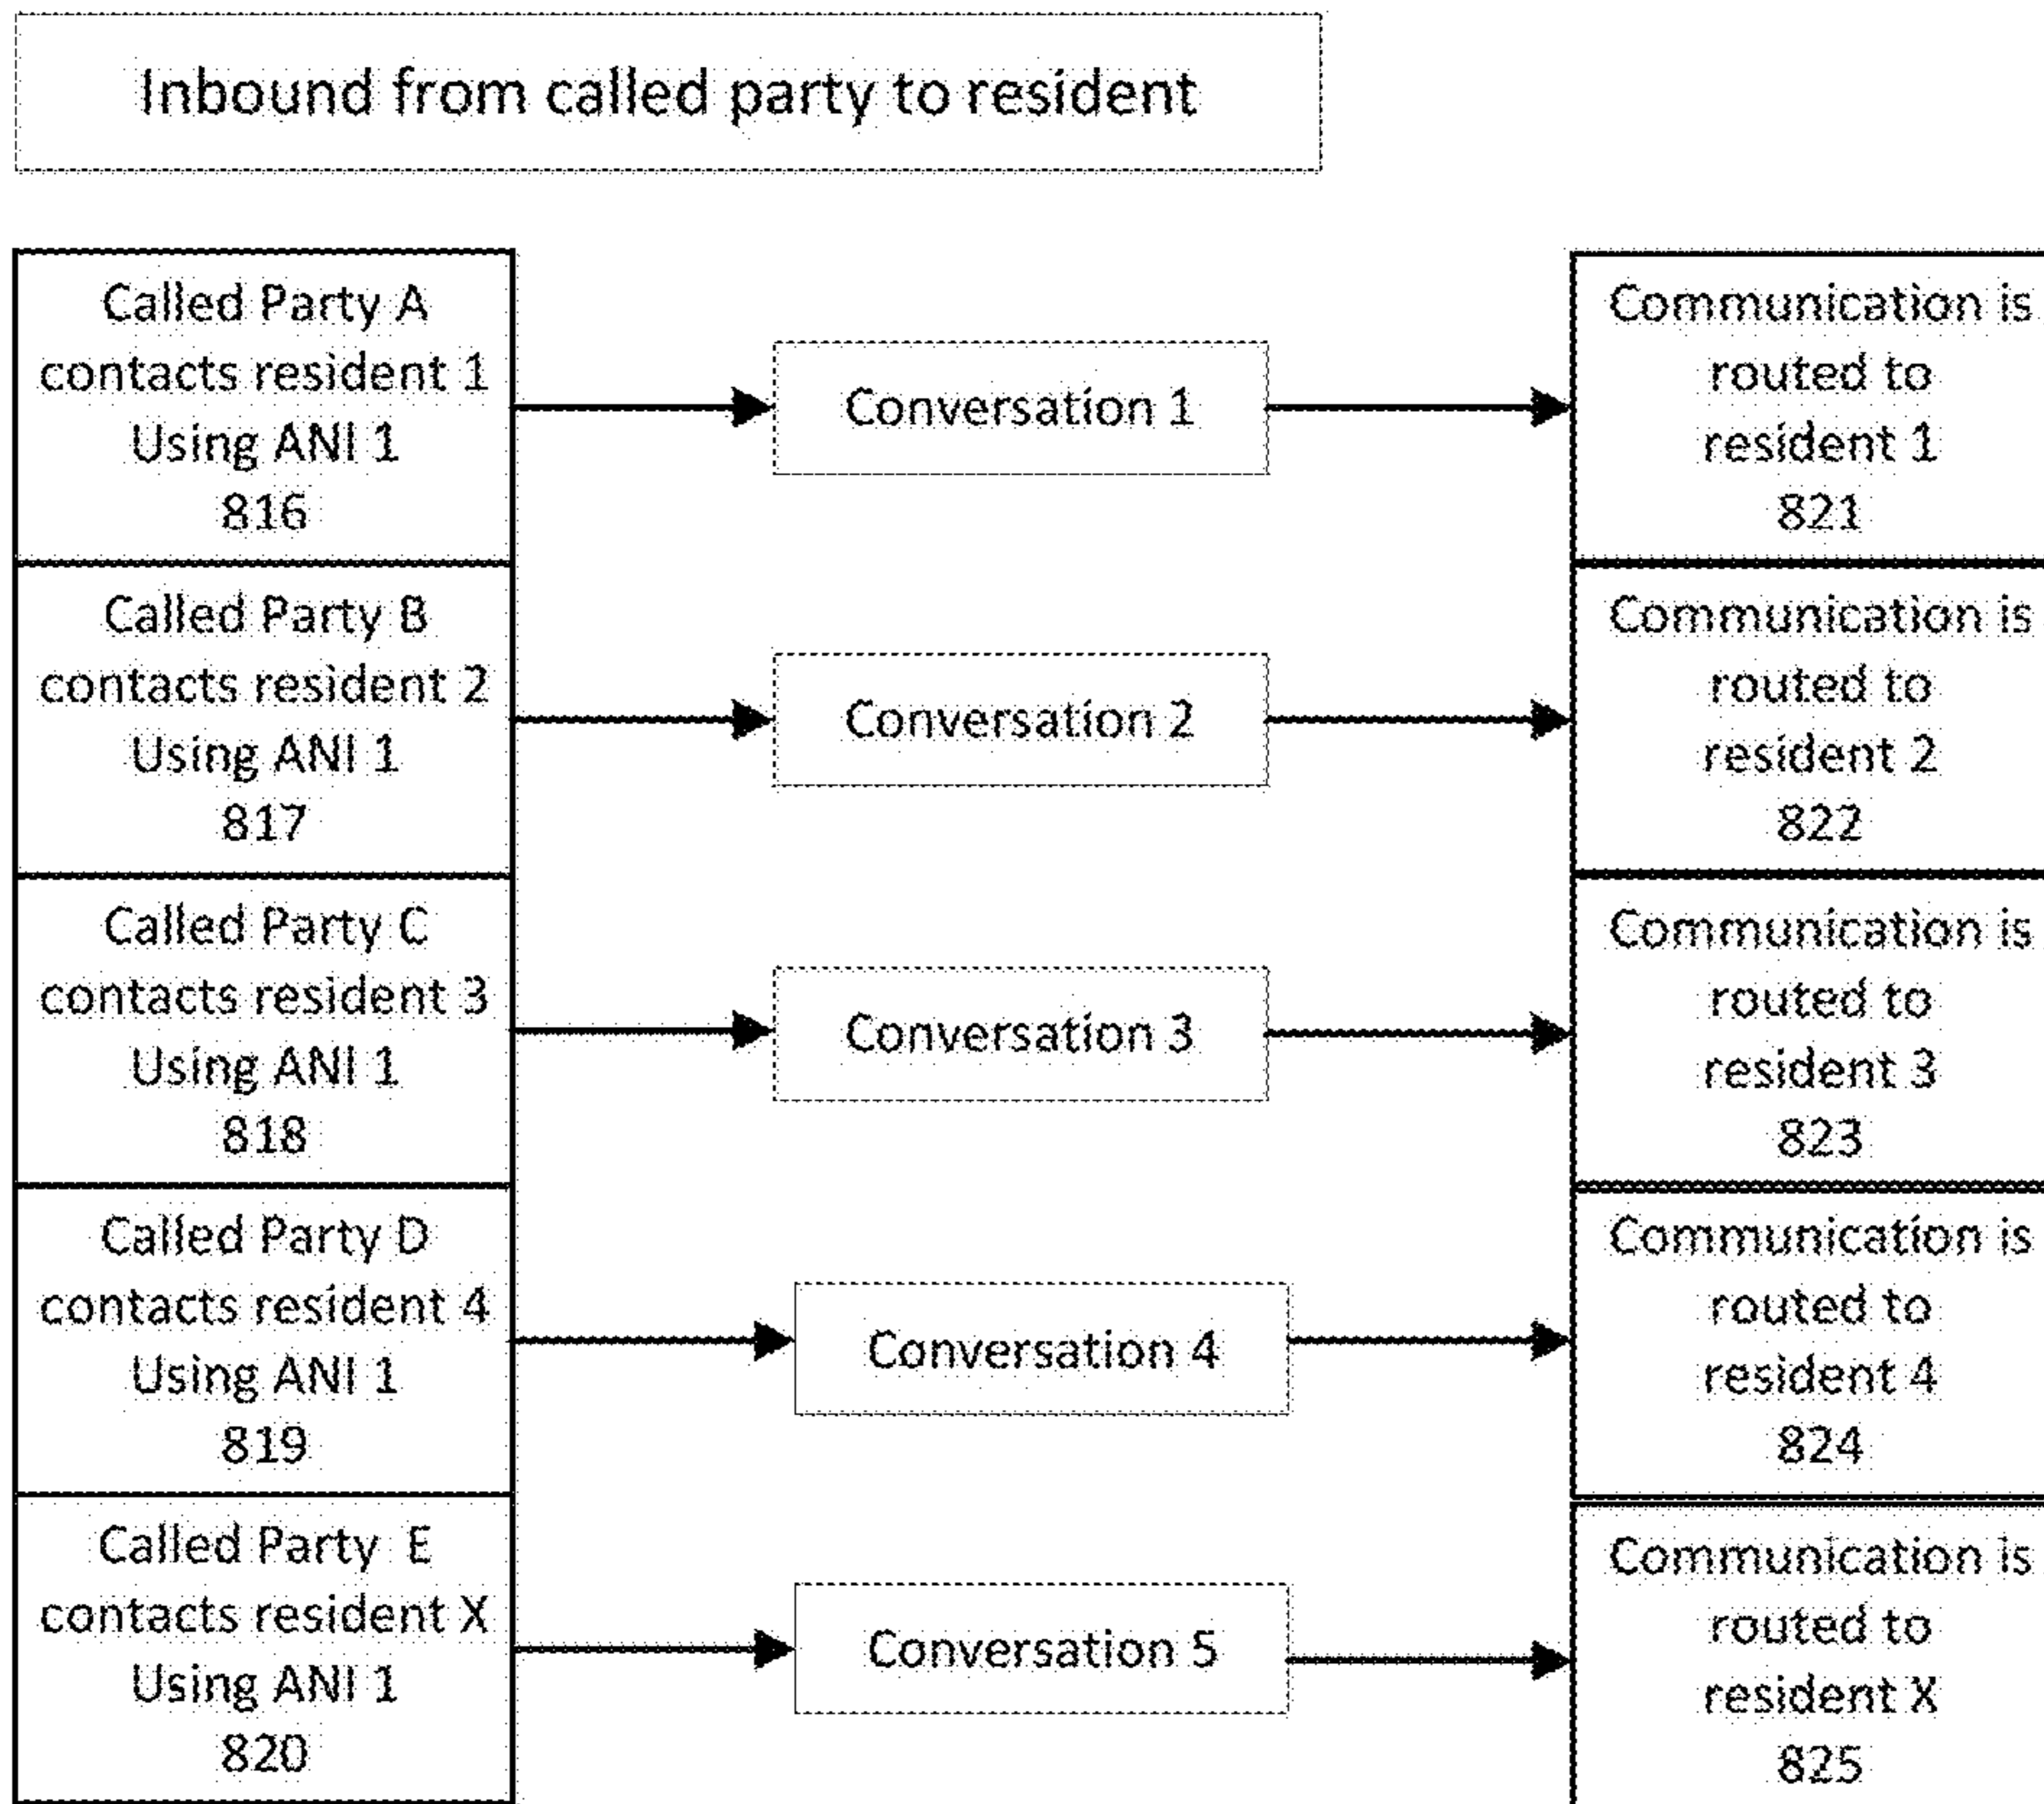 Inbound from called party to resident
Called Party A
contacts resident 1
Using ANI 1
816
Conversation 1
Communication is
routed to
resident 1
821
Called Party B
contacts resident 2
Using ANI 1
817
Conversation 2
Communication is
routed to
resident 2
822
Called Party C
contacts resident 3
Using ANI 1
818
Conversation 3
Communication is
routed to
resident 3
823
Called Party D
contacts resident 4
Using ANI 1
819
Conversation 4
Communication is
routed to
resident 4
824
Called Party E
contacts resident X
Using ANI 1
820
Conversation 5
Communication is
routed to
resident X
825